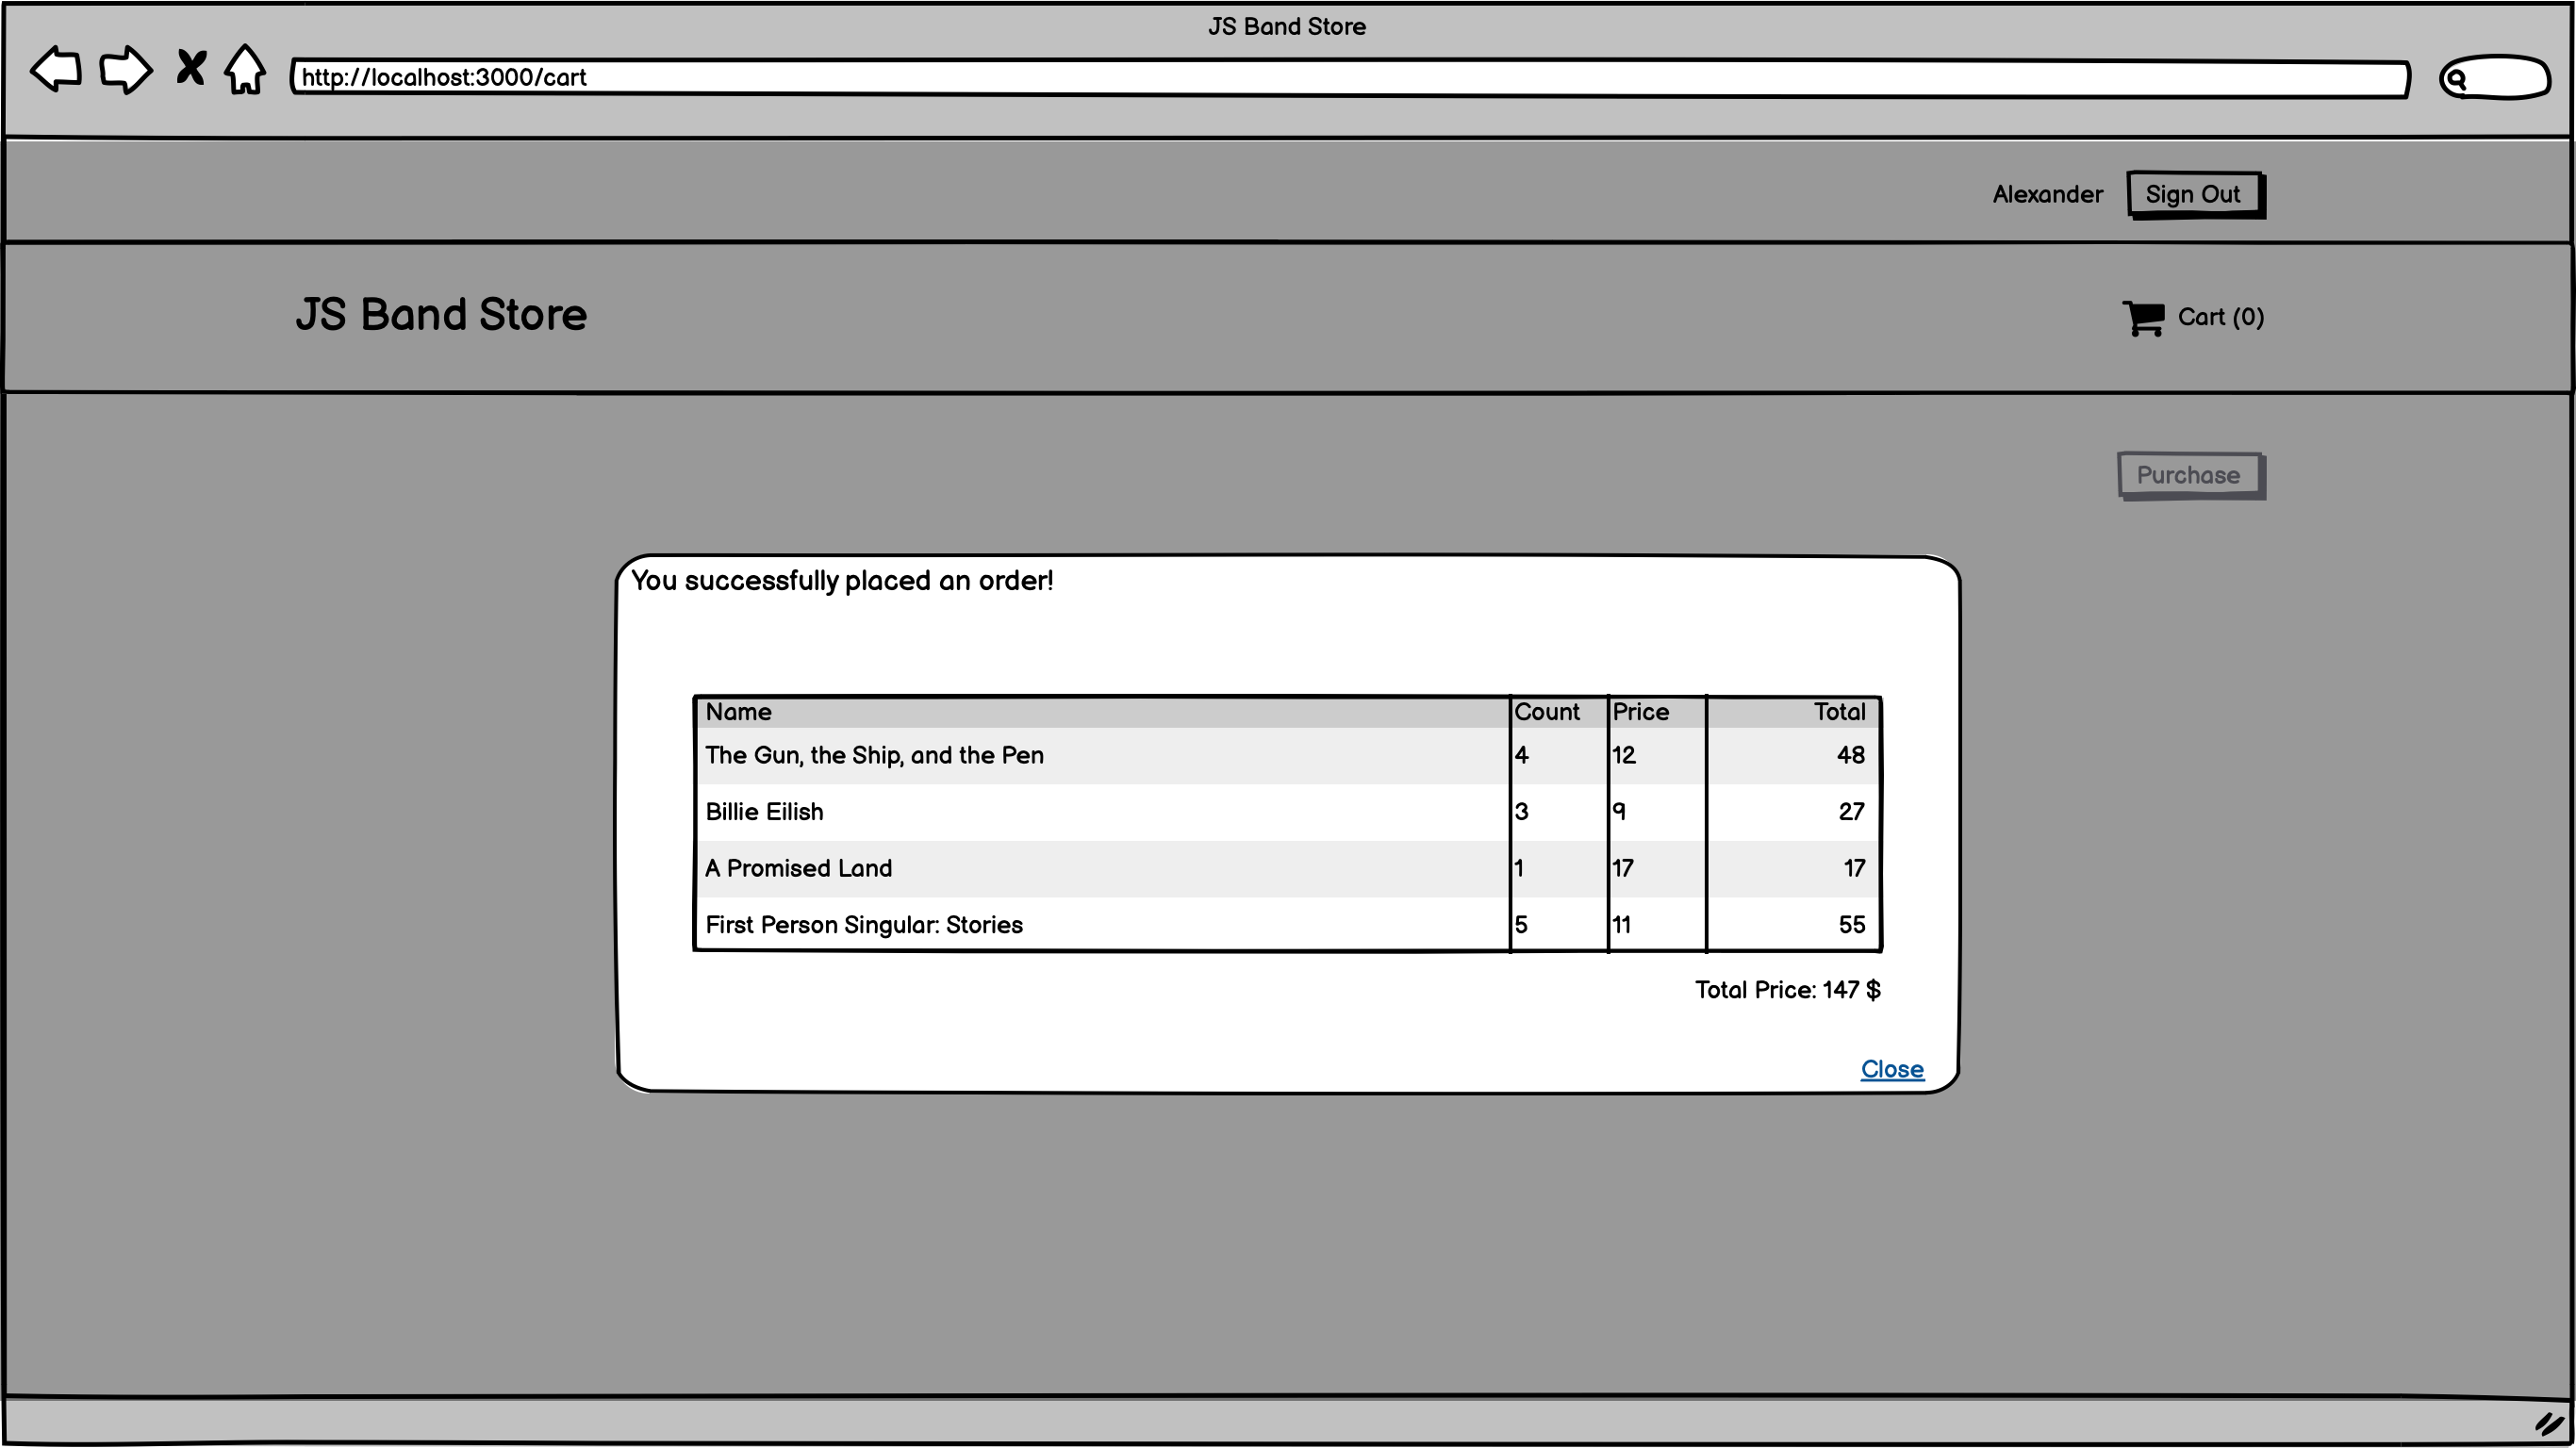 JS Band Store
http://localhost:3000/cart
Alexander Sign Out
JS Band Store Cart (0)
Purchase
You successfully placed an order!
Name Count Price Total
The Gun, the Ship, and the Pen 4 12 48
Billie Eilish 3 9 27
A Promised Land 1 17 17
First Person Singular: Stories 5 11 55
Total Price: 147 $
Close